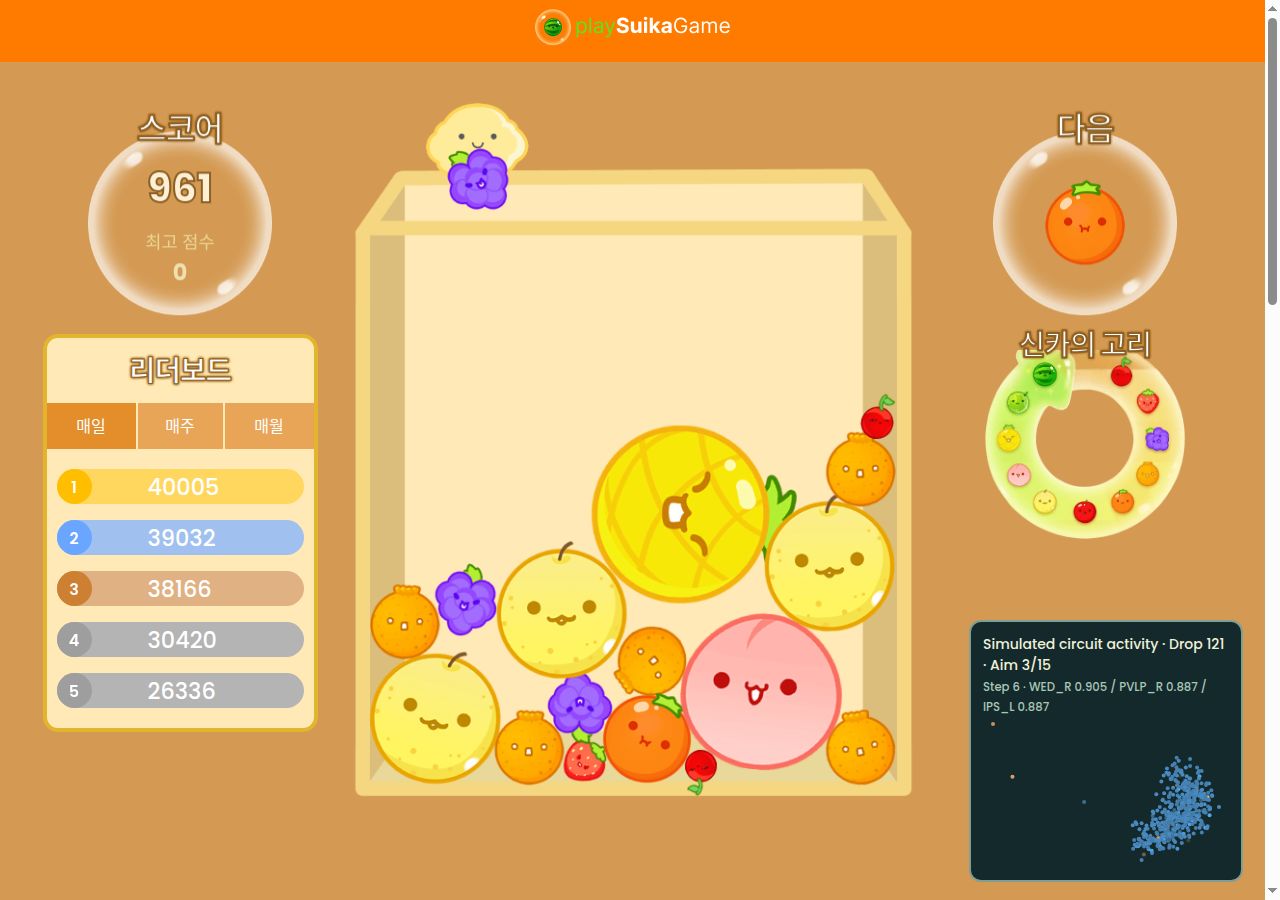 playSuikaGame
스코어
961
최고 점수
0
다음
신카의 고리
리더보드
매일 매주 매월
1 40005
2 39032
3 38166
4 30420
5 26336
Simulated circuit activity · Drop 121
· Aim 3/15
Step 6 · WED_R 0.905 / PVLP_R 0.887 /
IPS_L 0.887